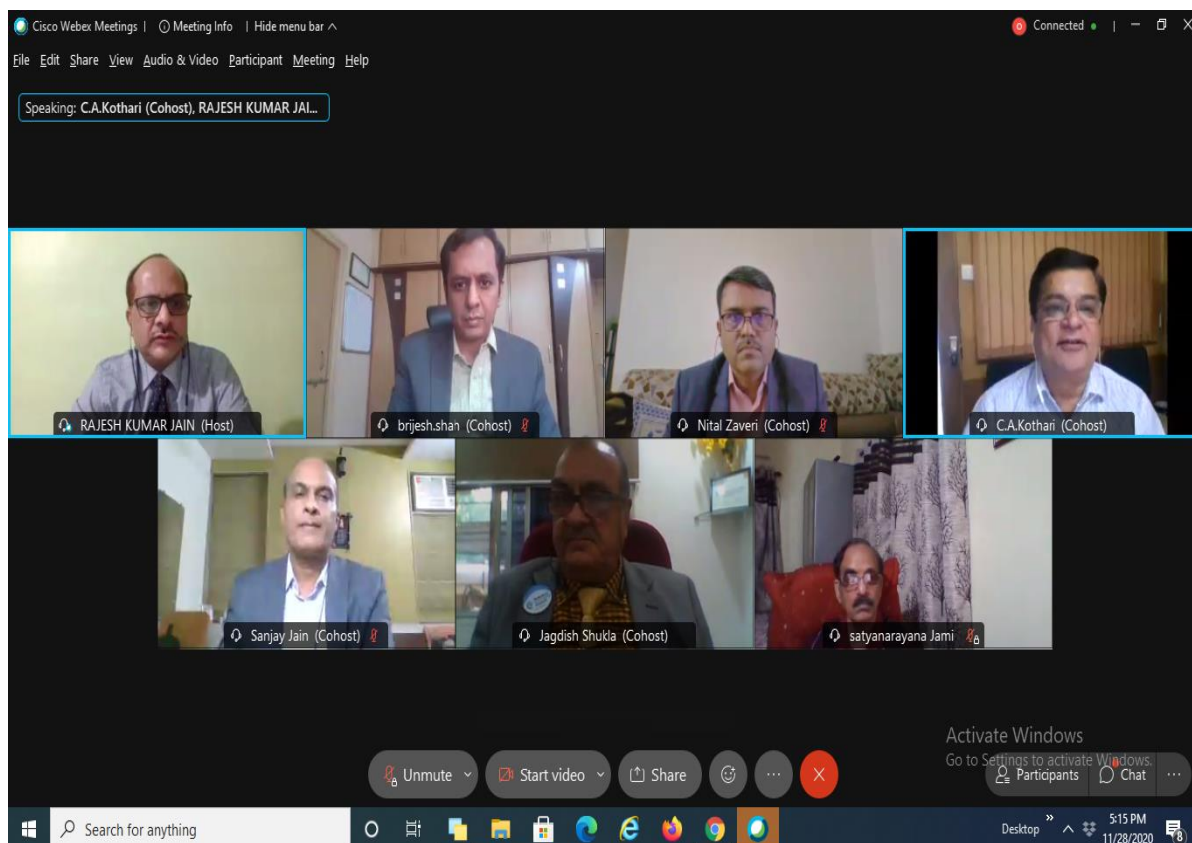 Cisco Webex Meetings | Meeting Info | Hide menu bar
Connected
File Edit Share View Audio & Video Participant Meeting Help
Speaking: C.A.Kothari (Cohost), RAJESH KUMAR JAI...
RAJESH KUMAR JAIN (Host)
brijesh.shah (Cohost)
Nital Zaveri (Cohost)
C.A.Kothari (Cohost)
Sanjay Jain (Cohost)
Jagdish Shukla (Cohost)
satyanarayana Jami
Activate Windows
Go to Settings to activate Windows.
Unmute
Start video
Share
Participants
Chat
Search for anything
Desktop
5:15 PM
11/28/2020
8